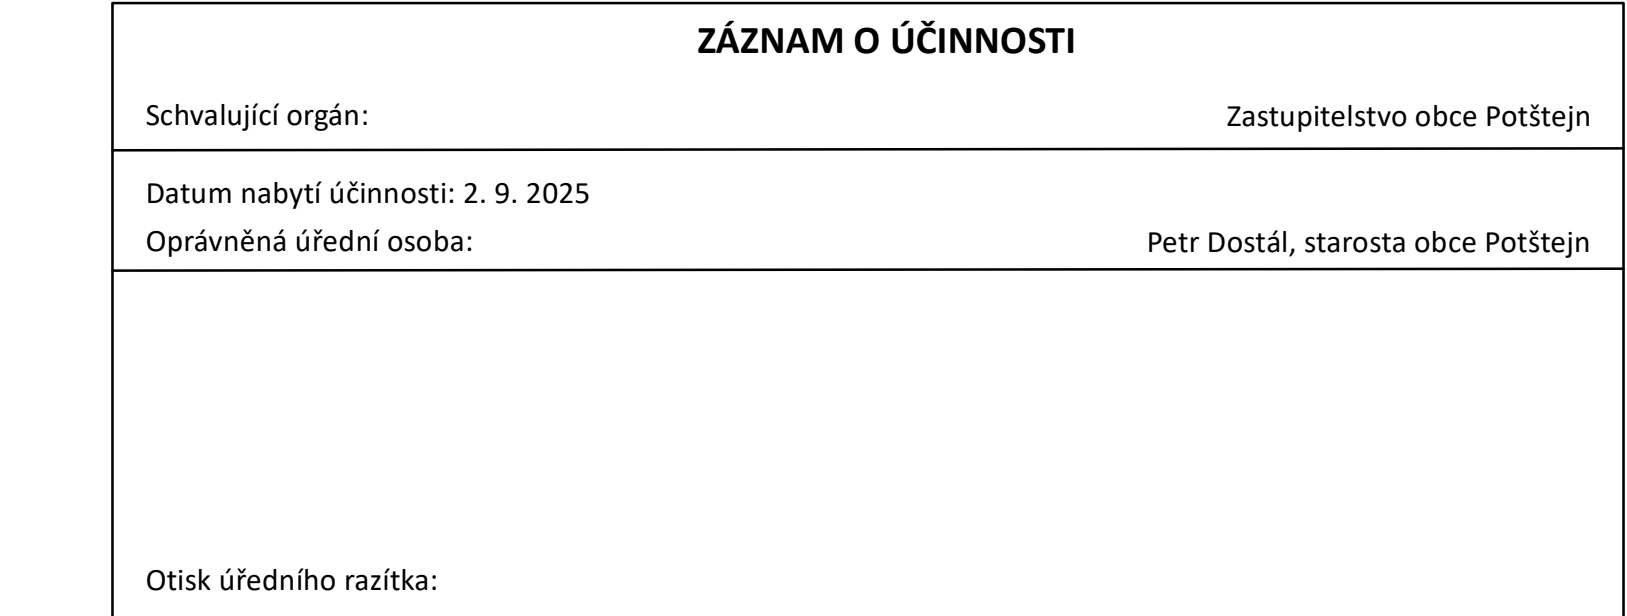 ZÁZNAM O ÚČINNOSTI
Schvalující orgán: Zastupitelstvo obce Potštejn
Datum nabytí účinnosti: 2. 9. 2025
Oprávněná úřední osoba: Petr Dostál, starosta obce Potštejn
Otisk úředního razítka: